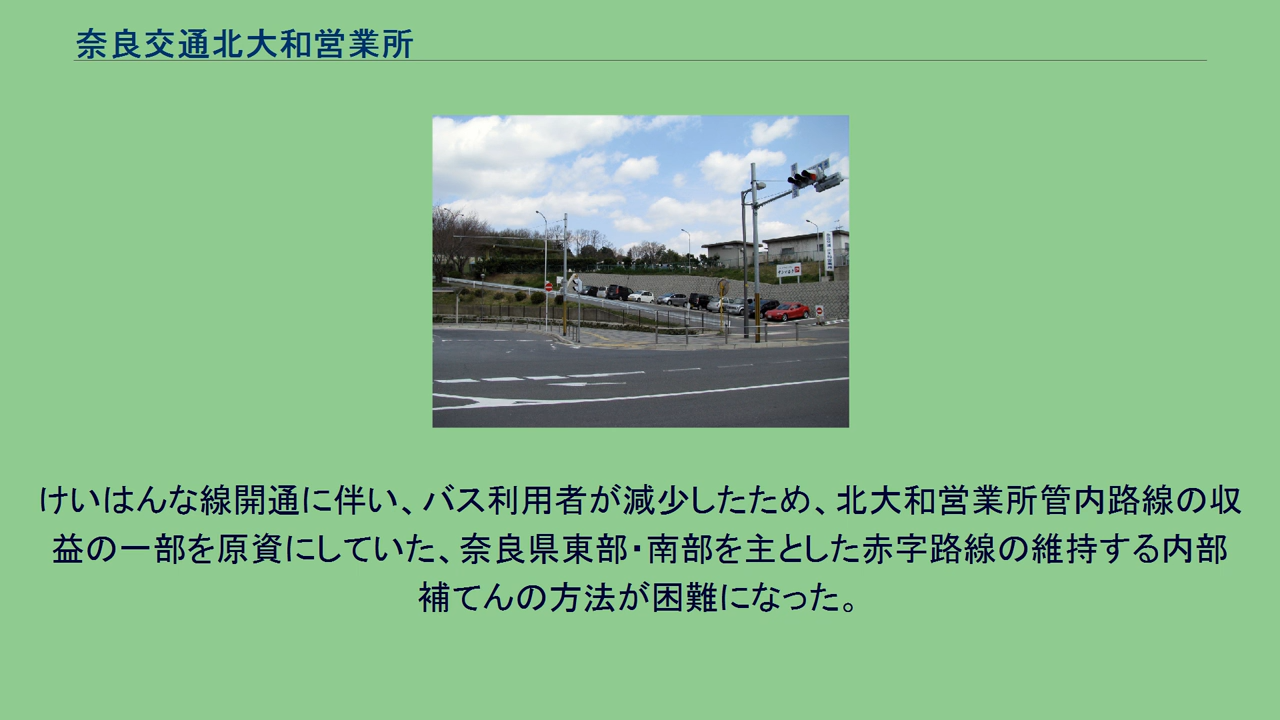 奈良交通北大和営業所
けいはんな線開通に伴い、バス利用者が減少したため、北大和営業所管内路線の収
益の一部を原資にしていた、奈良県東部・南部を主とした赤字路線の維持する内部
補てんの方法が困難になった。